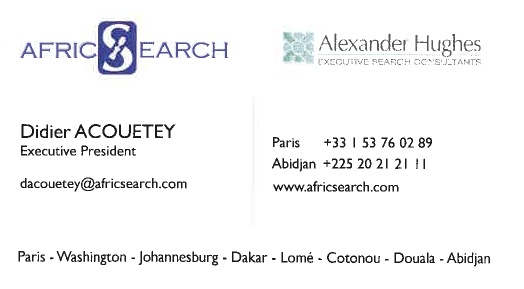 AFRICSEARCH
Alexander Hughes
EXECUTIVE SEARCH CONSULTANTS
Didier ACOUETEY
Executive President
dacouetey@africsearch.com
Paris +33 1 53 76 02 89
Abidjan +225 20 21 21 11
www.africsearch.com
Paris - Washington - Johannesburg - Dakar - Lomé - Cotonou - Douala - Abidjan